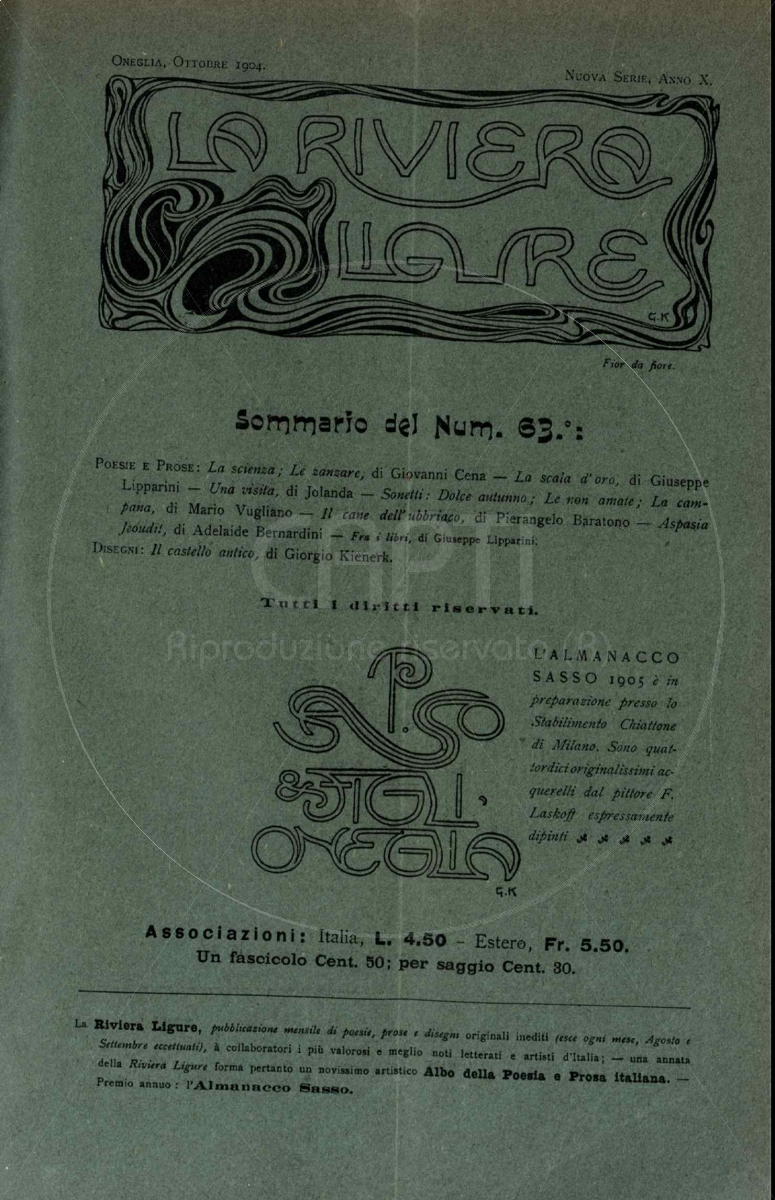 Oneglia, Ottobre 1904.
Nuova Serie, Anno X.
LA RIVIERA
LIGURE
G.K
Fior da fiore.
Sommario del Num. 63.°:
Poesie e Prose: La scienza; Le zanzare, di Giovanni Cena — La scala d'oro, di Giuseppe
Lipparini — Una visita, di Jolanda — Sonetti: Dolce autunno; Le non amate; La cam-
pana, di Mario Vugliano — Il cane dell'ubbriaco, di Pierangelo Baratono — Aspasia
Jeoudit, di Adelaide Bernardini — Fra i libri, di Giuseppe Lipparini;
Disegni: Il castello antico, di Giorgio Kienerk.
CAPTI
Tutti i diritti riservati.
Riproduzione riservata (R)
P. SASSO
& FIGLI,
ONEGLIA
G.K
L'ALMANACCO
SASSO 1905 è in
preparazione presso lo
Stabilimento Chiattone
di Milano. Sono quat-
tordici originalissimi ac-
querelli dal pittore F.
Laskoff espressamente
dipinti
Associazioni: Italia, L. 4.50 – Estero, Fr. 5.50.
Un fascicolo Cent. 50; per saggio Cent. 30.
La Riviera Ligure, pubblicazione mensile di poesie, prose e disegni originali inediti (esce ogni mese, Agosto e
Settembre eccettuati), à collaboratori i più valorosi e meglio noti letterati e artisti d'Italia; — una annata
della Riviera Ligure forma pertanto un novissimo artistico Albo della Poesia e Prosa italiana. —
Premio annuo: l'Almanacco Sasso.